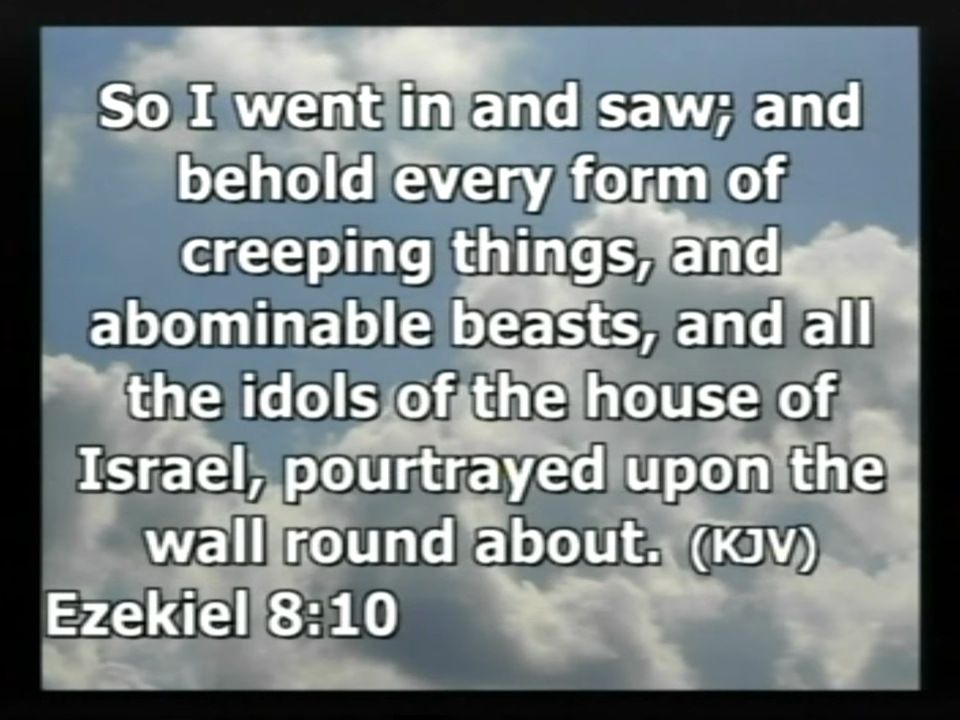 So I went in and saw; and
behold every form of
creeping things, and
abominable beasts, and all
the idols of the house of
Israel, pourtrayed upon the
wall round about. (KJV)
Ezekiel 8:10